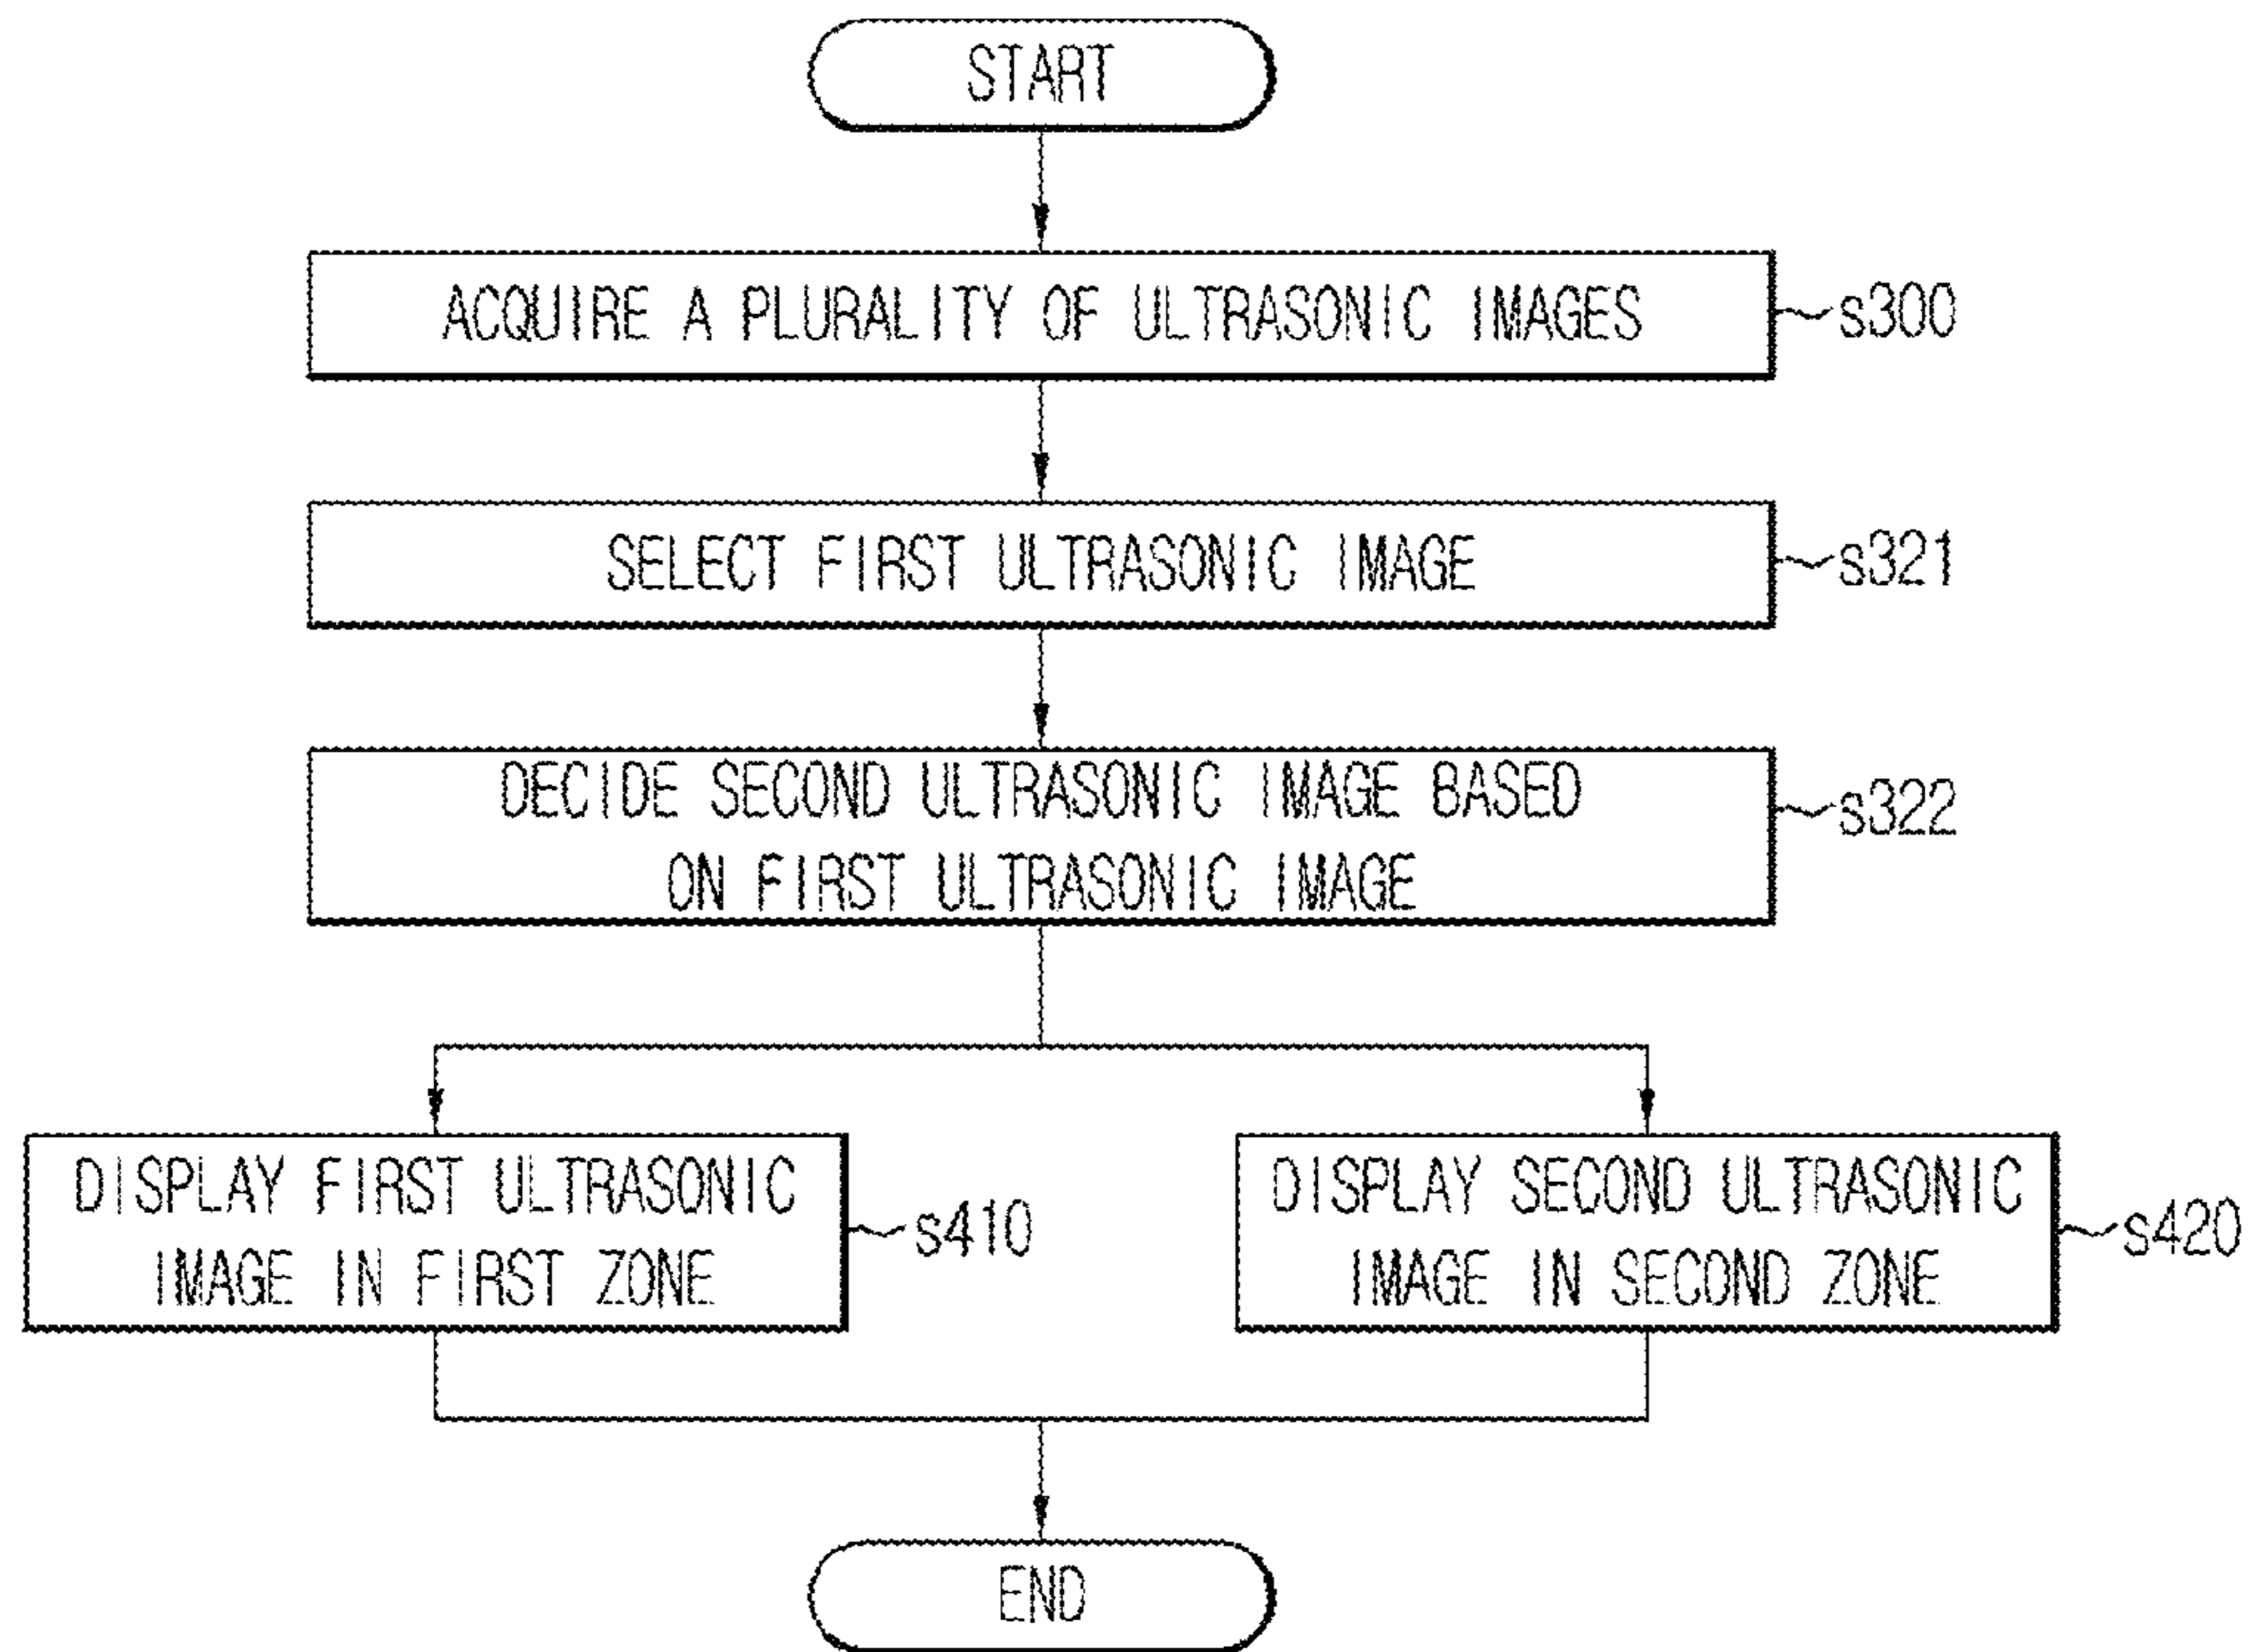 START
ACQUIRE A PLURALITY OF ULTRASONIC IMAGES
s300
SELECT FIRST ULTRASONIC IMAGE
s321
DECIDE SECOND ULTRASONIC IMAGE BASED
ON FIRST ULTRASONIC IMAGE
s322
DISPLAY FIRST ULTRASONIC
IMAGE IN FIRST ZONE
s410
DISPLAY SECOND ULTRASONIC
IMAGE IN SECOND ZONE
s420
END